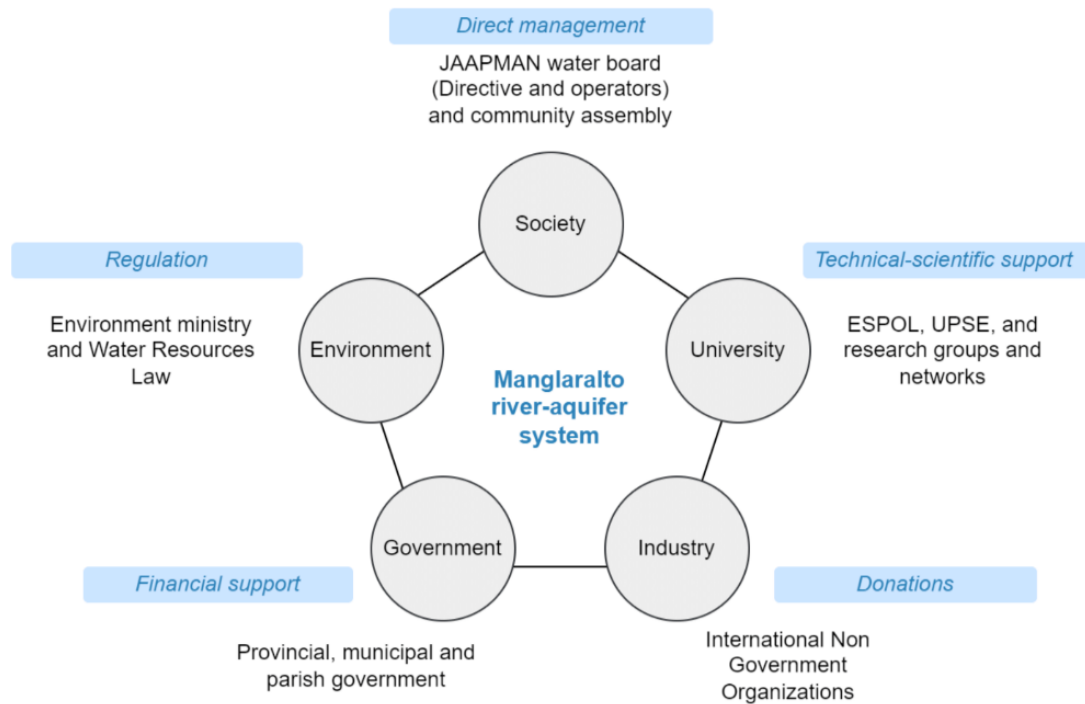 Direct management
JAAPMAN water board
(Directive and operators)
and community assembly
Society
Regulation
Environment ministry
and Water Resources
Law
Environment
Technical-scientific support
ESPOL, UPSE, and
research groups and
networks
University
Manglaralto
river-aquifer
system
Government
Industry
Financial support
Provincial, municipal and
parish government
Donations
International Non
Government
Organizations